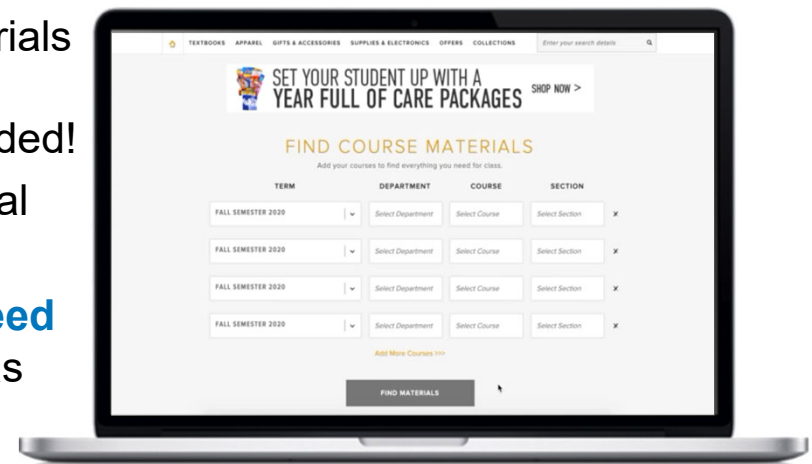 rials
ded!
al
eed
s
TEXTBOOKS APPAREL GIFTS & ACCESSORIES SUPPLIES & ELECTRONICS OFFERS COLLECTIONS Enter your search details
SET YOUR STUDENT UP WITH A
YEAR FULL OF CARE PACKAGES
SHOP NOW >
FIND COURSE MATERIALS
Add your courses to find everything you need for class.
TERM DEPARTMENT COURSE SECTION
FALL SEMESTER 2020 Select Department Select Course Select Section x
FALL SEMESTER 2020 Select Department Select Course Select Section x
FALL SEMESTER 2020 Select Department Select Course Select Section x
FALL SEMESTER 2020 Select Department Select Course Select Section x
Add More Courses >>>
FIND MATERIALS